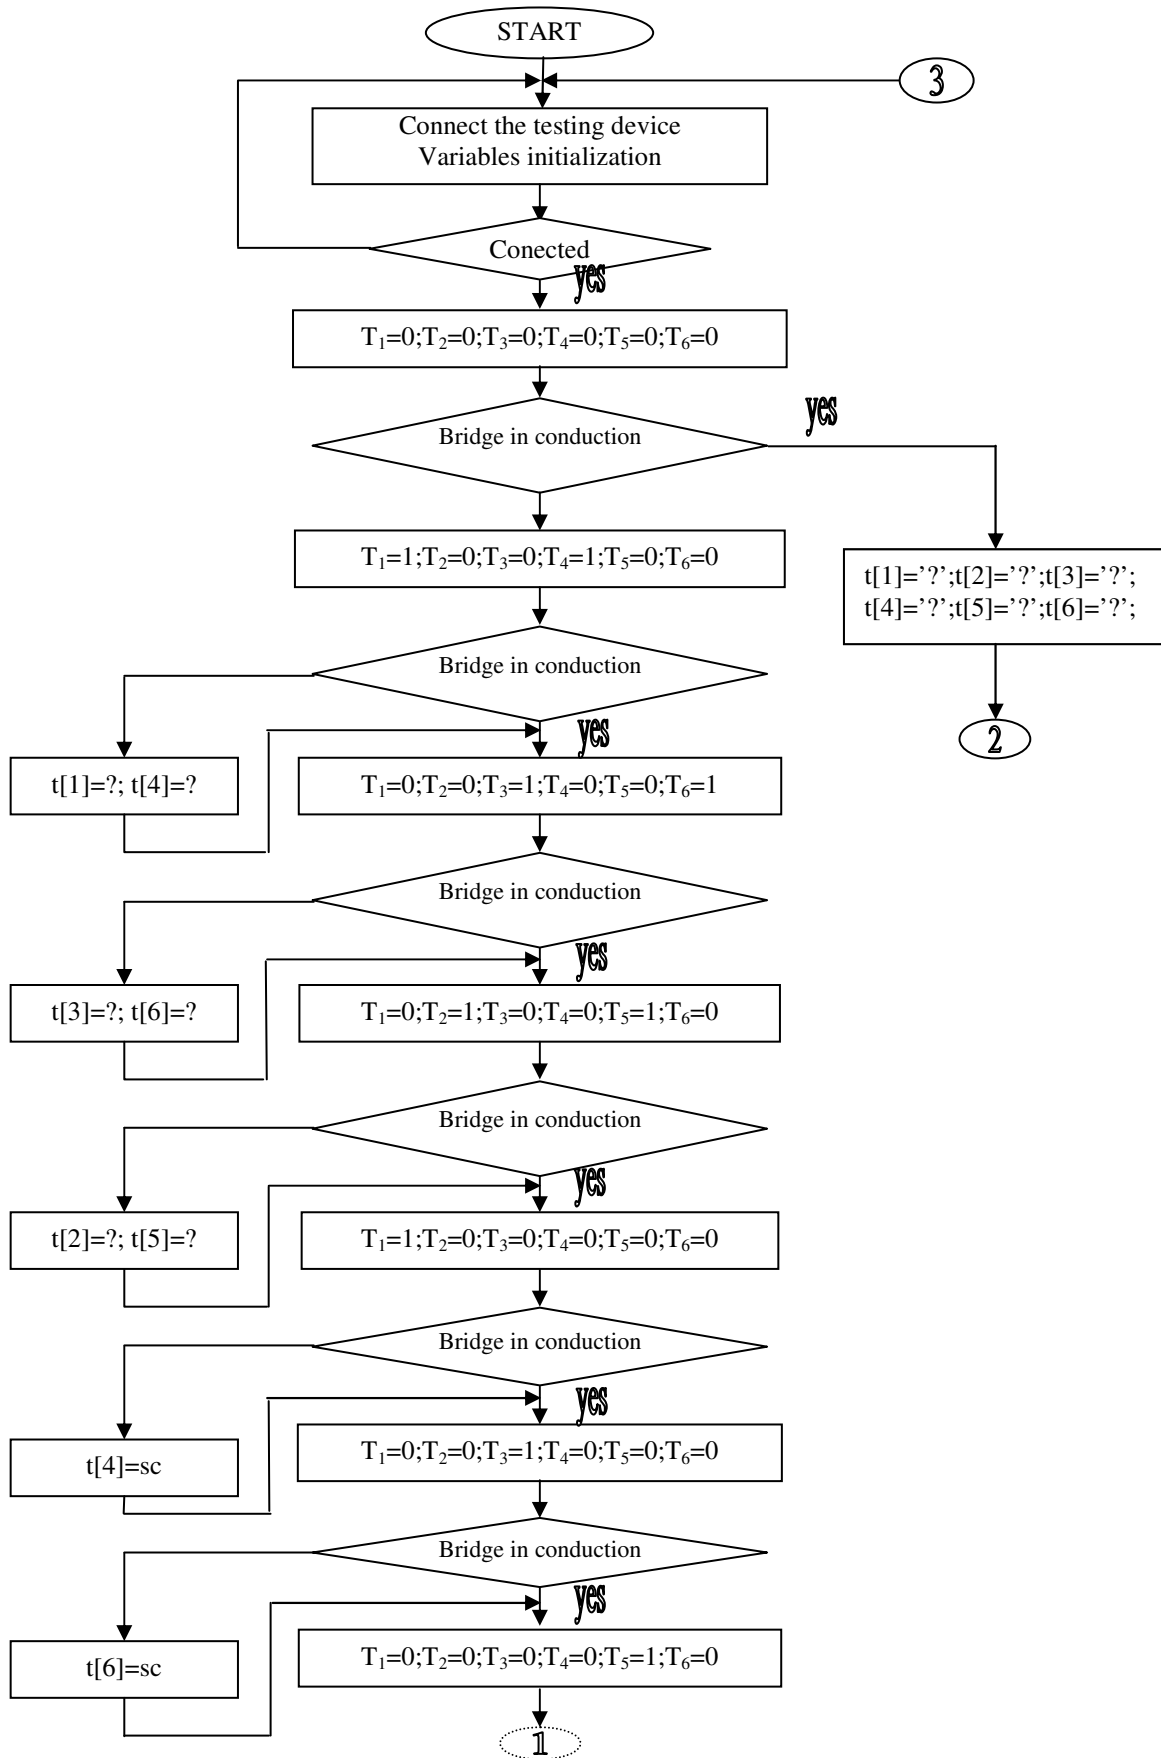 START
3
Connect the testing device
Variables initialization
Conected
yes
T₁=0;T₂=0;T₃=0;T₄=0;T₅=0;T₆=0
Bridge in conduction
yes
T₁=1;T₂=0;T₃=0;T₄=1;T₅=0;T₆=0
t[1]='?';t[2]='?';t[3]='?';
t[4]='?';t[5]='?';t[6]='?';
Bridge in conduction
yes
2
t[1]=?; t[4]=?
T₁=0;T₂=0;T₃=1;T₄=0;T₅=0;T₆=1
Bridge in conduction
yes
t[3]=?; t[6]=?
T₁=0;T₂=1;T₃=0;T₄=0;T₅=1;T₆=0
Bridge in conduction
yes
t[2]=?; t[5]=?
T₁=1;T₂=0;T₃=0;T₄=0;T₅=0;T₆=0
Bridge in conduction
yes
t[4]=sc
T₁=0;T₂=0;T₃=1;T₄=0;T₅=0;T₆=0
Bridge in conduction
yes
t[6]=sc
T₁=0;T₂=0;T₃=0;T₄=0;T₅=1;T₆=0
1